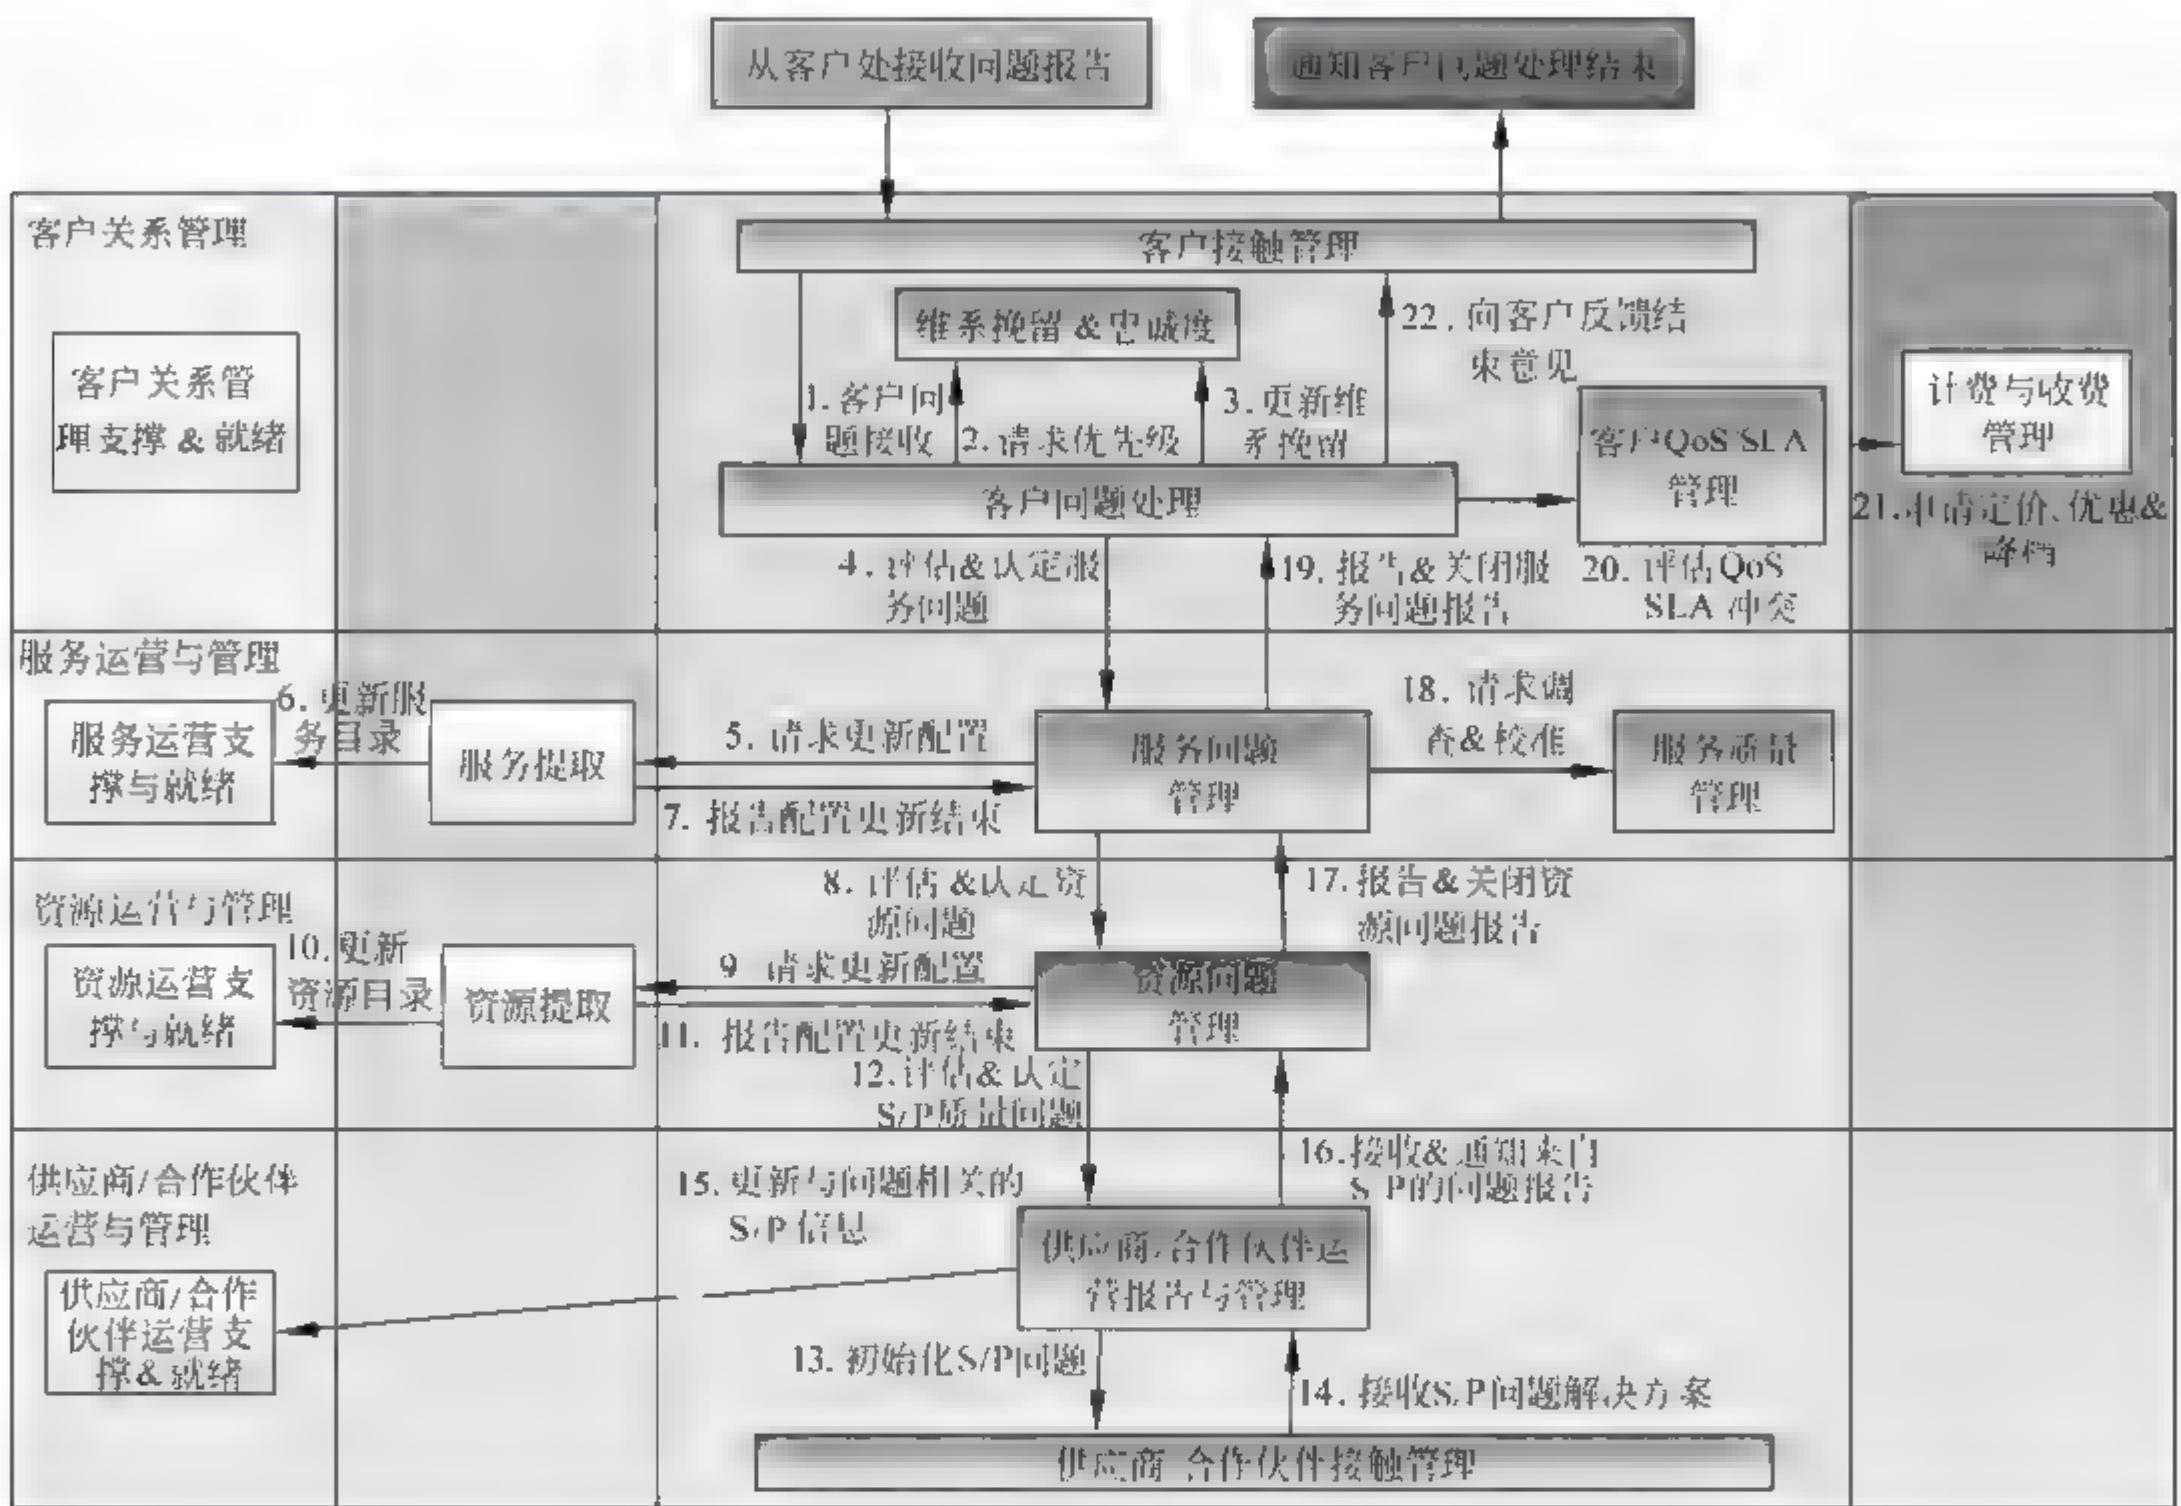 从客户处接收问题报告
通知客户问题处理结束
客户关系管理
客户接触管理
维系挽留&忠诚度
22. 向客户反馈结
束意见
客户关系管
理支撑&就绪
1. 客户问
题接收
2. 请求优先级
3. 更新维
系挽留
客户QoS SLA
管理
计费与收费
管理
客户问题处理
21. 申请定价、优惠&
降档
4. 评估&认定服
务问题
19. 报告&关闭服
务问题报告
20. 评估QoS
SLA 冲突
服务运营与管理
6. 更新服
务目录
服务运营支
撑与就绪
服务提取
5. 请求更新配置
7. 报告配置更新结束
服务问题
管理
18. 请求调
查&校准
服务质量
管理
8. 评估&认定资
源问题
17. 报告&关闭资
源问题报告
资源运营与管理
10. 更新
资源目录
资源运营支
撑与就绪
资源提取
9 请求更新配置
11. 报告配置更新结束
资源问题
管理
12. 评估&认定
S/P质量问题
16. 接收&通知来自
S P的问题报告
供应商/合作伙伴
运营与管理
15. 更新与问题相关的
S/P 信息
供应商/合作伙伴运
营报告与管理
供应商/合作
伙伴运营支
撑&就绪
13. 初始化S/P问题
14. 接收S/P问题解决方案
供应商 合作伙伴接触管理